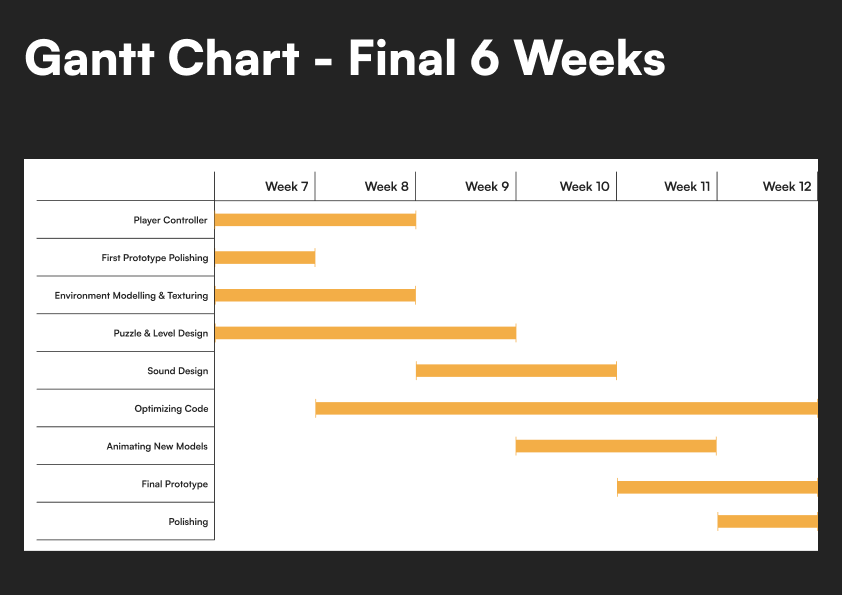 Gantt Chart - Final 6 Weeks
Week 7 Week 8 Week 9 Week 10 Week 11 Week 12
Player Controller
First Prototype Polishing
Environment Modelling & Texturing
Puzzle & Level Design
Sound Design
Optimizing Code
Animating New Models
Final Prototype
Polishing